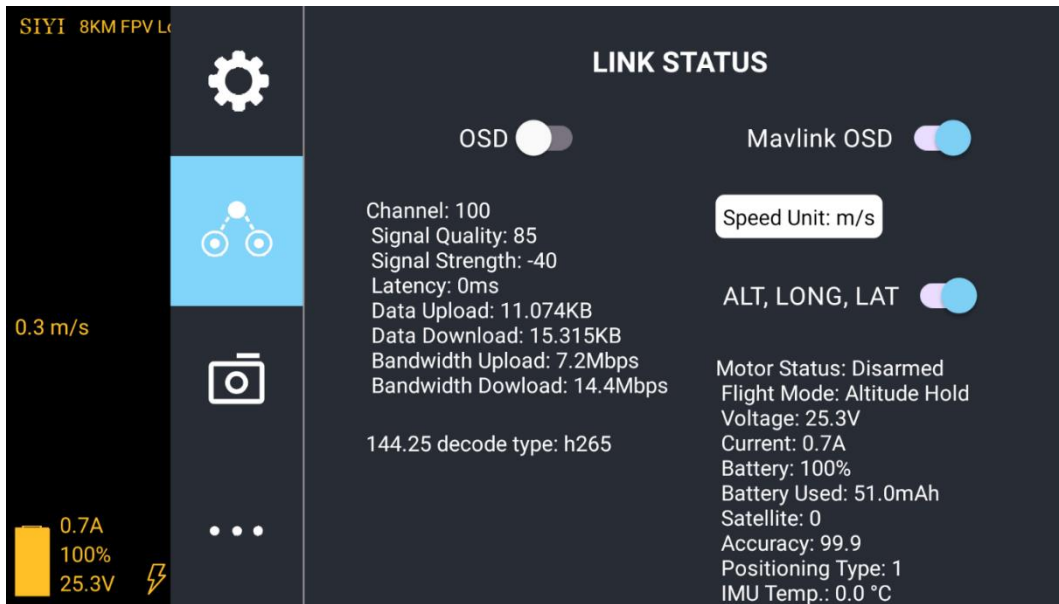 SIYI 8KM FPV
LINK STATUS
OSD
Mavlink OSD
Channel: 100
Signal Quality: 85
Signal Strength: -40
Latency: 0ms
Data Upload: 11.074KB
Data Download: 15.315KB
Bandwidth Upload: 7.2Mbps
Bandwidth Dowload: 14.4Mbps
144.25 decode type: h265
Speed Unit: m/s
ALT, LONG, LAT
Motor Status: Disarmed
Flight Mode: Altitude Hold
Voltage: 25.3V
Current: 0.7A
Battery: 100%
Battery Used: 51.0mAh
Satellite: 0
Accuracy: 99.9
Positioning Type: 1
IMU Temp.: 0.0 °C
0.3 m/s
0.7A
100%
25.3V